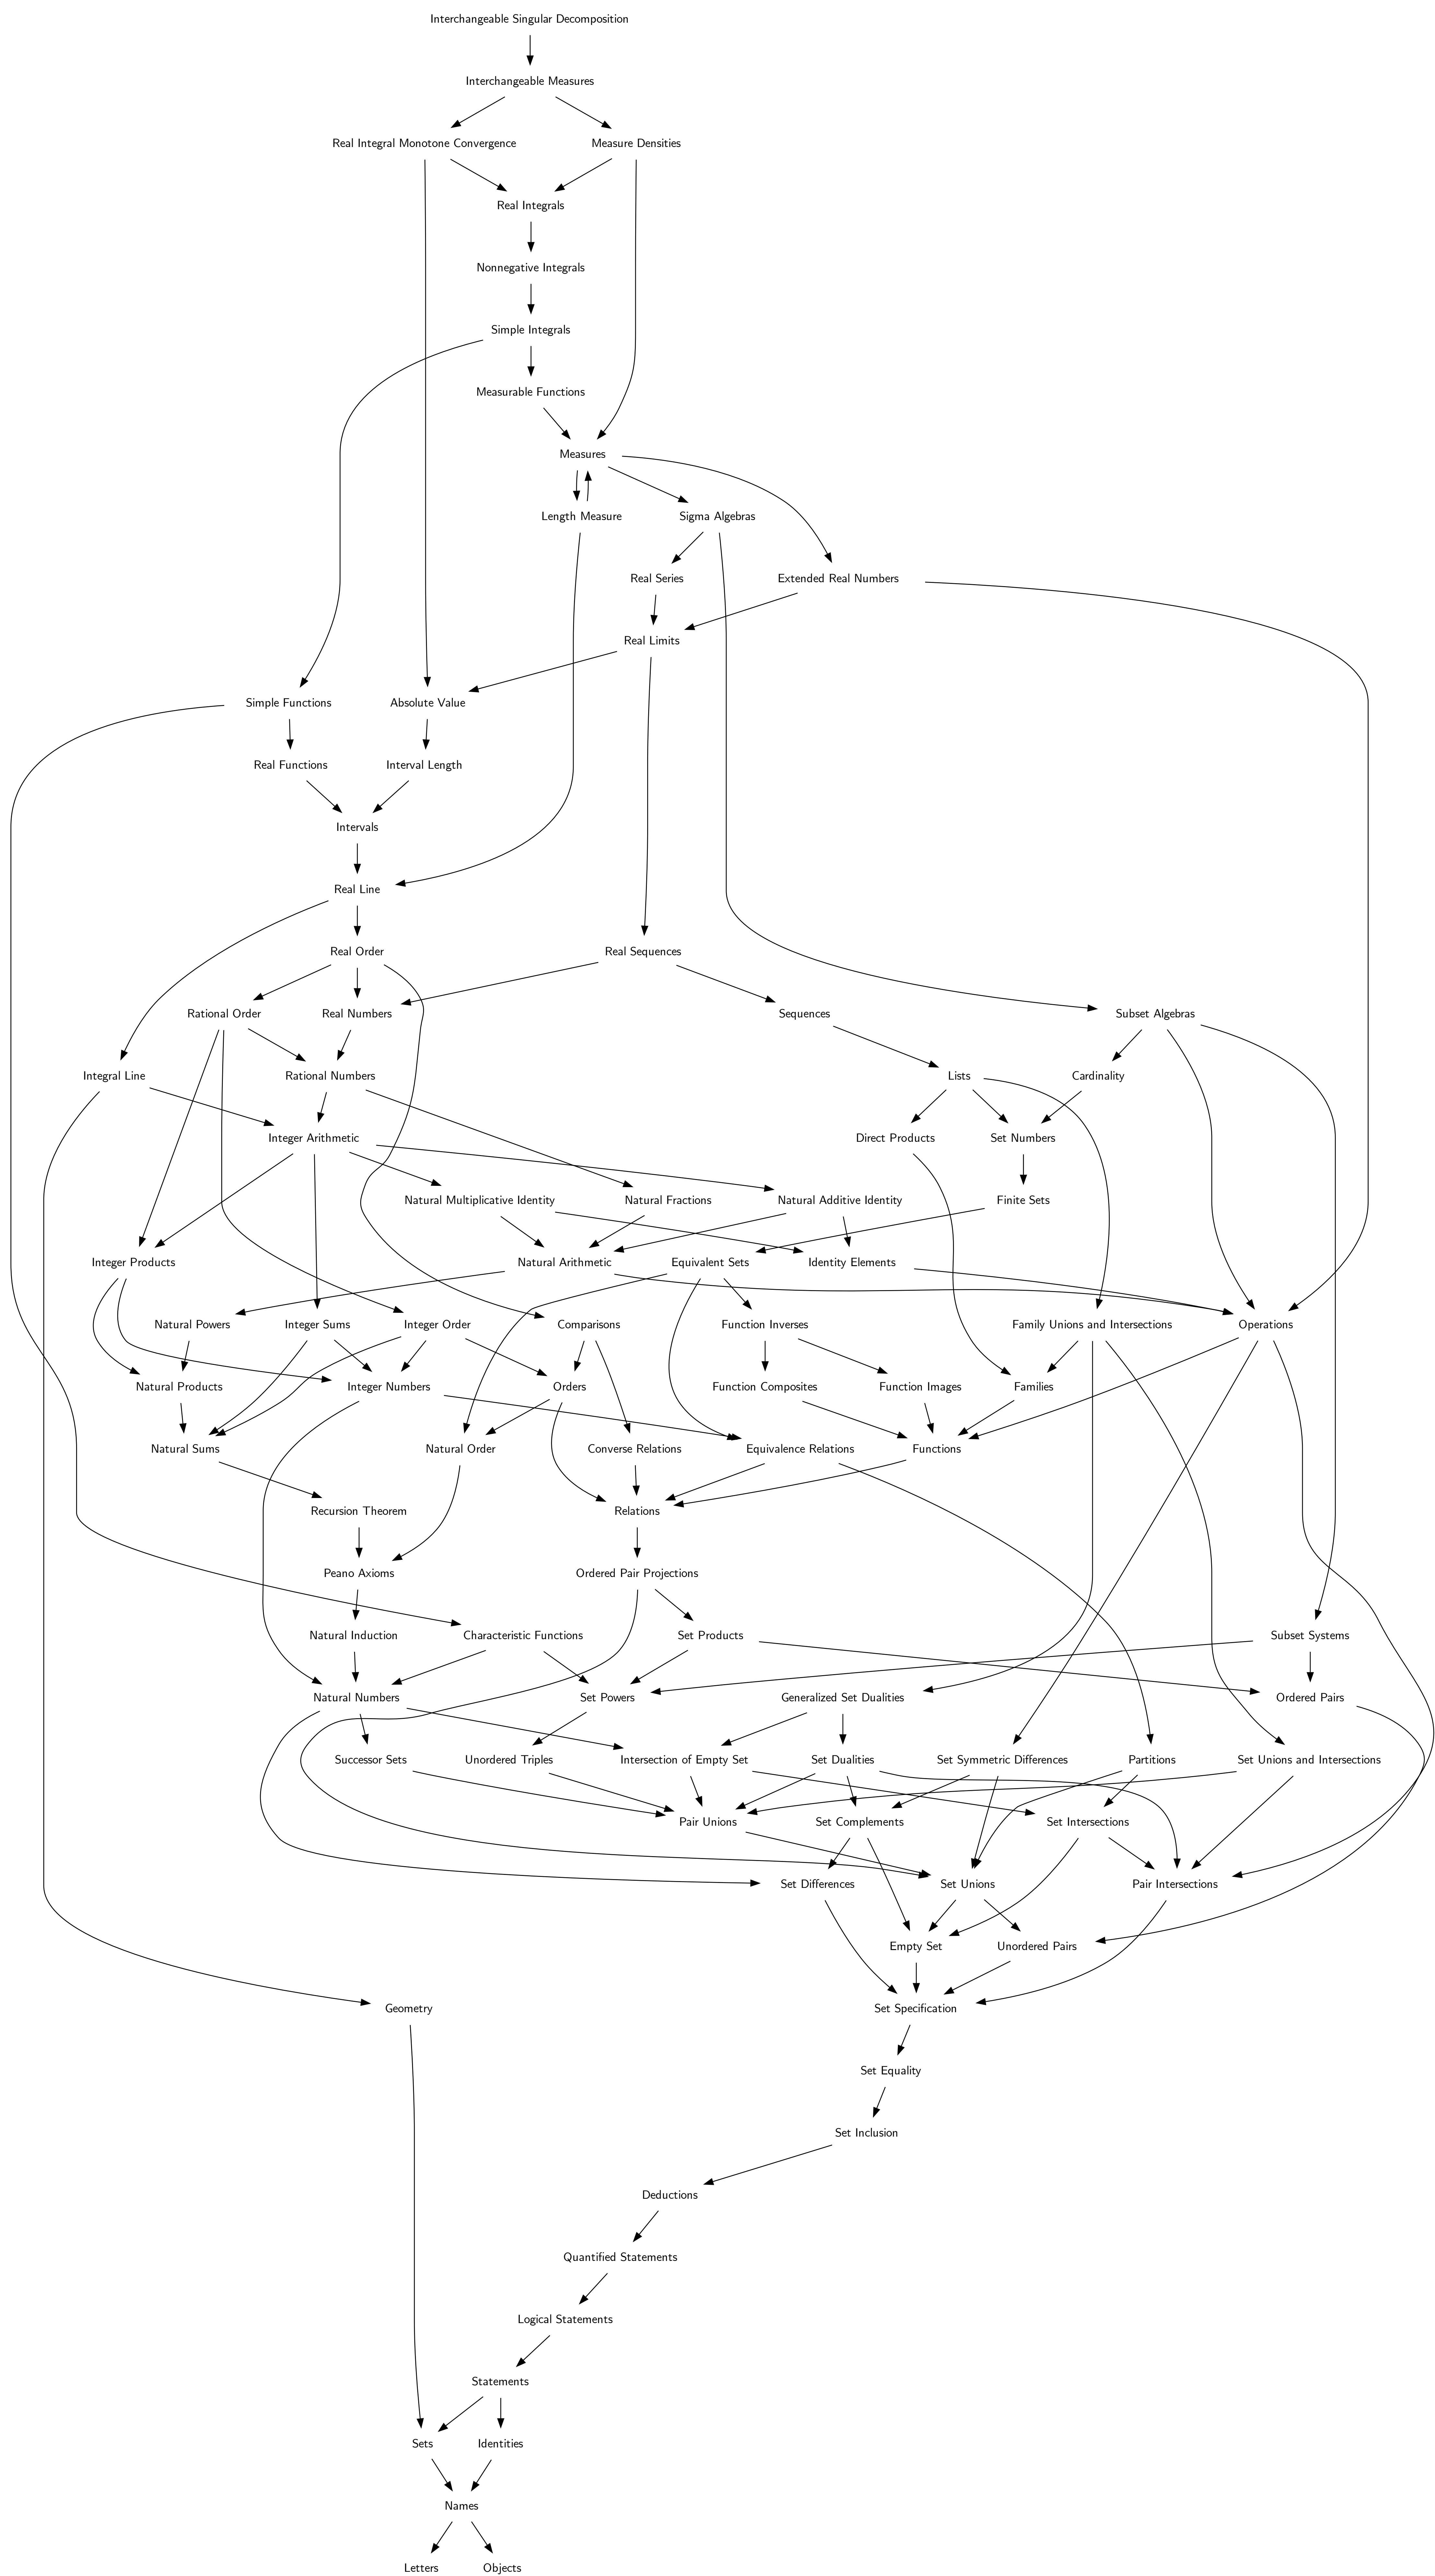 Interchangeable Singular Decomposition
Interchangeable Measures
Real Integral Monotone Convergence
Measure Densities
Real Integrals
Nonnegative Integrals
Simple Integrals
Measurable Functions
Measures
Length Measure
Sigma Algebras
Real Series
Extended Real Numbers
Real Limits
Simple Functions
Absolute Value
Real Functions
Interval Length
Intervals
Real Line
Real Order
Real Sequences
Rational Order
Real Numbers
Sequences
Subset Algebras
Integral Line
Rational Numbers
Lists
Cardinality
Integer Arithmetic
Direct Products
Set Numbers
Natural Multiplicative Identity
Natural Fractions
Natural Additive Identity
Finite Sets
Integer Products
Natural Arithmetic
Equivalent Sets
Identity Elements
Natural Powers
Integer Sums
Integer Order
Comparisons
Function Inverses
Family Unions and Intersections
Operations
Natural Products
Integer Numbers
Orders
Function Composites
Function Images
Families
Natural Sums
Natural Order
Converse Relations
Equivalence Relations
Functions
Recursion Theorem
Relations
Peano Axioms
Ordered Pair Projections
Natural Induction
Characteristic Functions
Set Products
Subset Systems
Natural Numbers
Set Powers
Generalized Set Dualities
Ordered Pairs
Successor Sets
Unordered Triples
Intersection of Empty Set
Set Dualities
Set Symmetric Differences
Partitions
Set Unions and Intersections
Pair Unions
Set Complements
Set Intersections
Set Differences
Set Unions
Pair Intersections
Empty Set
Unordered Pairs
Geometry
Set Specification
Set Equality
Set Inclusion
Deductions
Quantified Statements
Logical Statements
Statements
Sets
Identities
Names
Letters
Objects